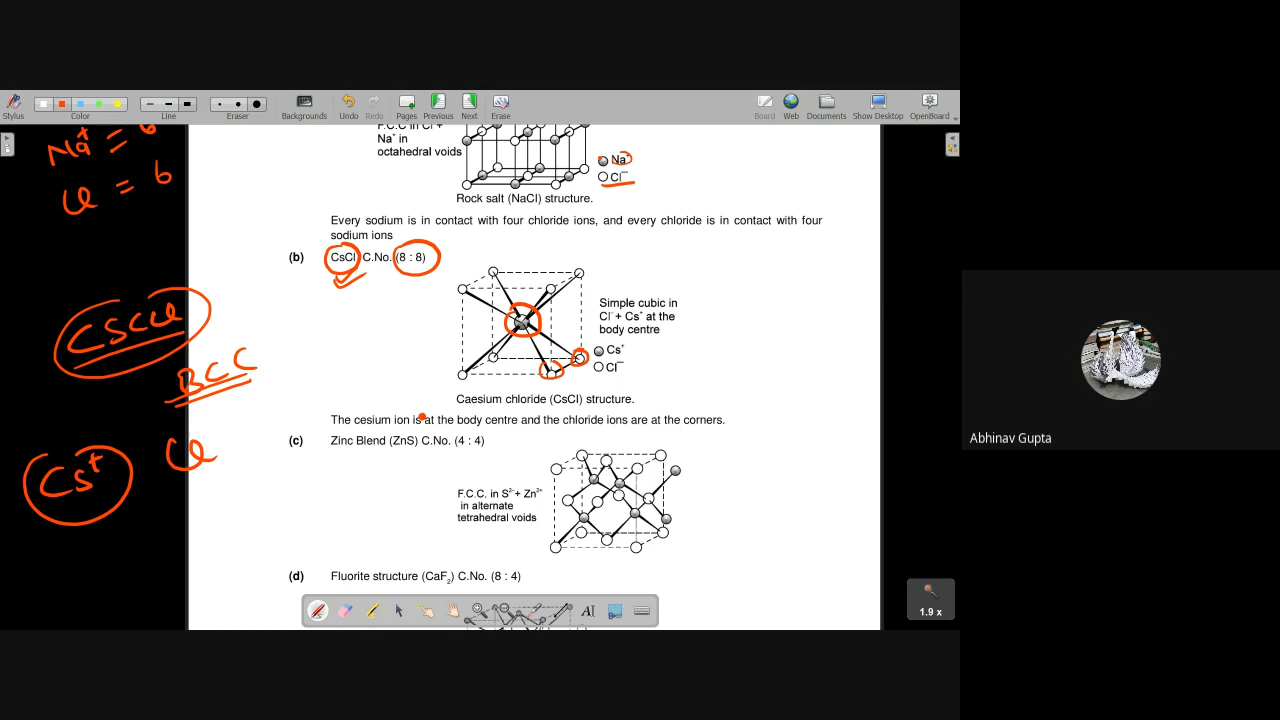 Color
Stylus
Line
Eraser
Backgrounds
Undo
Redo
Pages
Previous
Next
Erase
Board
Web
Documents
Show Desktop
OpenBoard
Na+ = 6
Cl = 6
F.C.C in Cl⁻ +
Na⁺ in
octahedral voids
Na⁺
Cl⁻
Rock salt (NaCl) structure.
Every sodium is in contact with four chloride ions, and every chloride is in contact with four
sodium ions
(b) CsCl C.No. (8 : 8)
CsCl
BCC
Cs+ Cl
Simple cubic in
Cl⁻ + Cs⁺ at the
body centre
Cs⁺
Cl⁻
Caesium chloride (CsCl) structure.
The cesium ion is at the body centre and the chloride ions are at the corners.
(c) Zinc Blend (ZnS) C.No. (4 : 4)
F.C.C. in S²⁻+ Zn²⁺
in alternate
tetrahedral voids
(d) Fluorite structure (CaF₂) C.No. (8 : 4)
AI
1.9 x
Abhinav Gupta